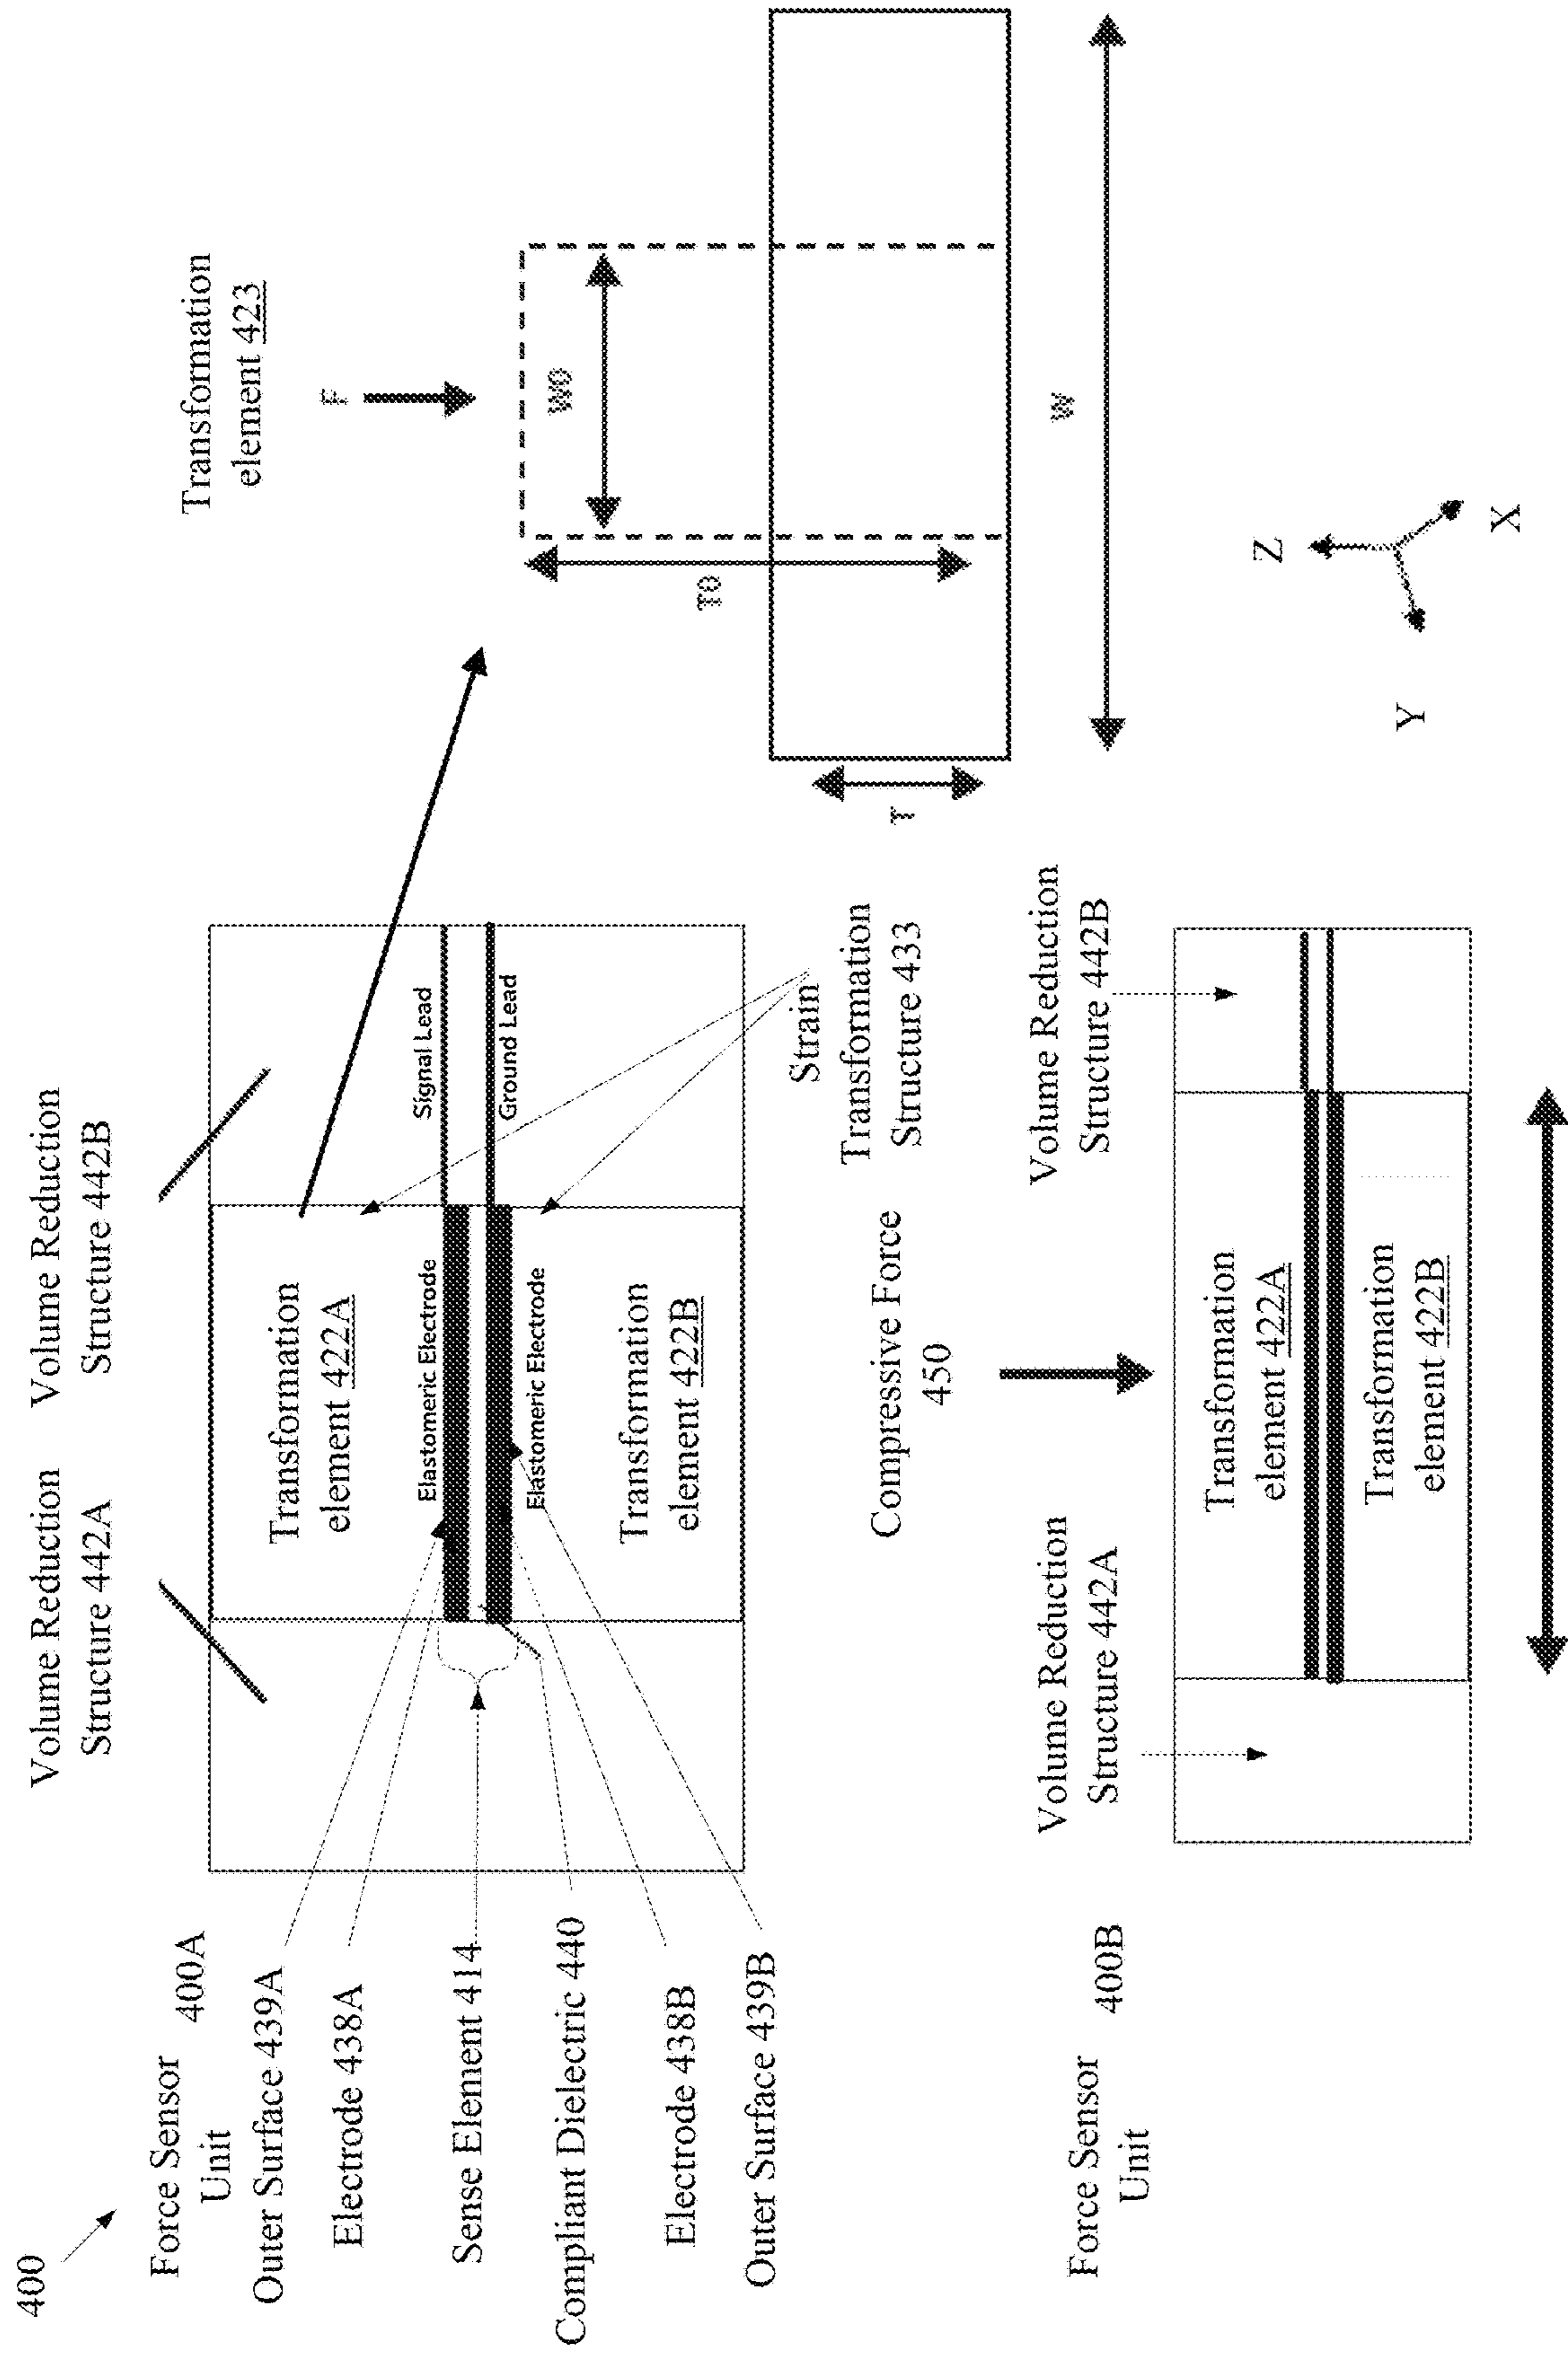 400
Force Sensor
Unit
400A
Outer Surface 439A
Electrode 438A
Sense Element 414
Compliant Dielectric 440
Electrode 438B
Outer Surface 439B
Volume Reduction
Structure 442A
Volume Reduction
Structure 442B
Transformation
element 422A
Elastomeric Electrode
Signal Lead
Ground Lead
Elastomeric Electrode
Transformation
element 422B
Strain
Transformation
Structure 433
Transformation
element 423
F
W0
T0
T
W
Z
Y
X
Force Sensor
Unit
400B
Compressive Force
450
Volume Reduction
Structure 442A
Volume Reduction
Structure 442B
Transformation
element 422A
Transformation
element 422B